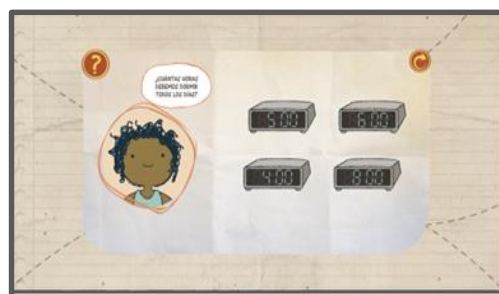 ?
¿CUÁNTAS HORAS
DEBEMOS DORMIR
TODOS LOS DÍAS?
5:00
6:00
4:00
8:00